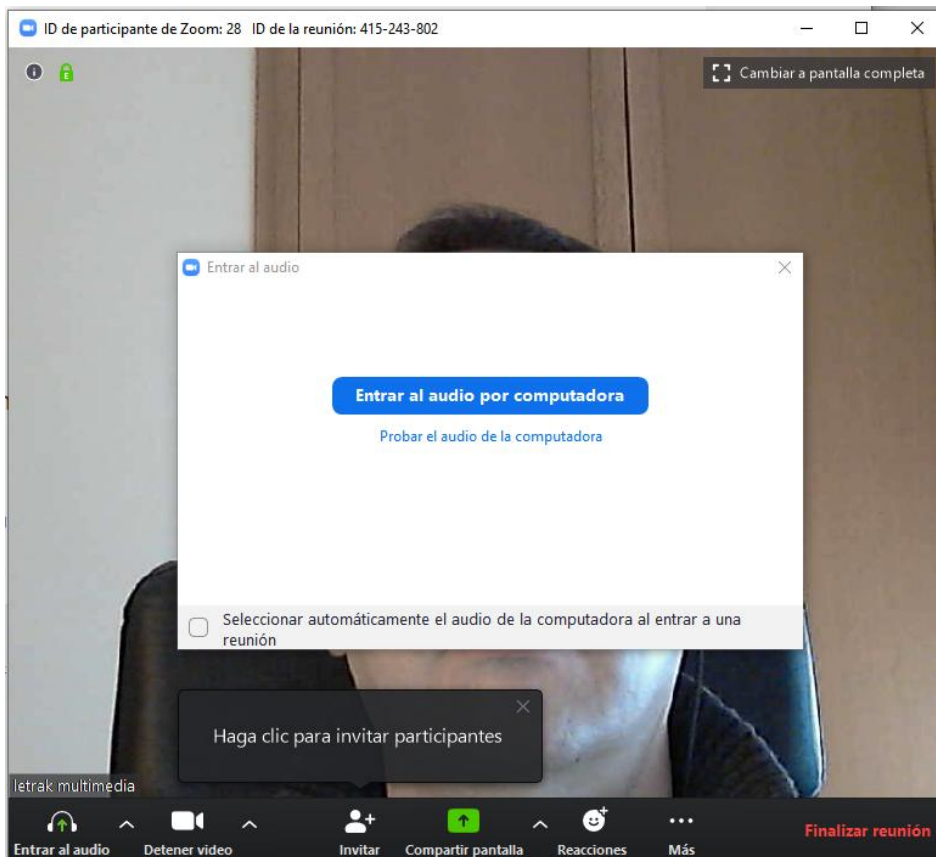 ID de participante de Zoom: 28 ID de la reunión: 415-243-802
Cambiar a pantalla completa
Entrar al audio
Entrar al audio por computadora
Probar el audio de la computadora
Seleccionar automáticamente el audio de la computadora al entrar a una
reunión
Haga clic para invitar participantes
letrak multimedia
Entrar al audio
Detener video
Invitar
Compartir pantalla
Reacciones
Más
Finalizar reunión